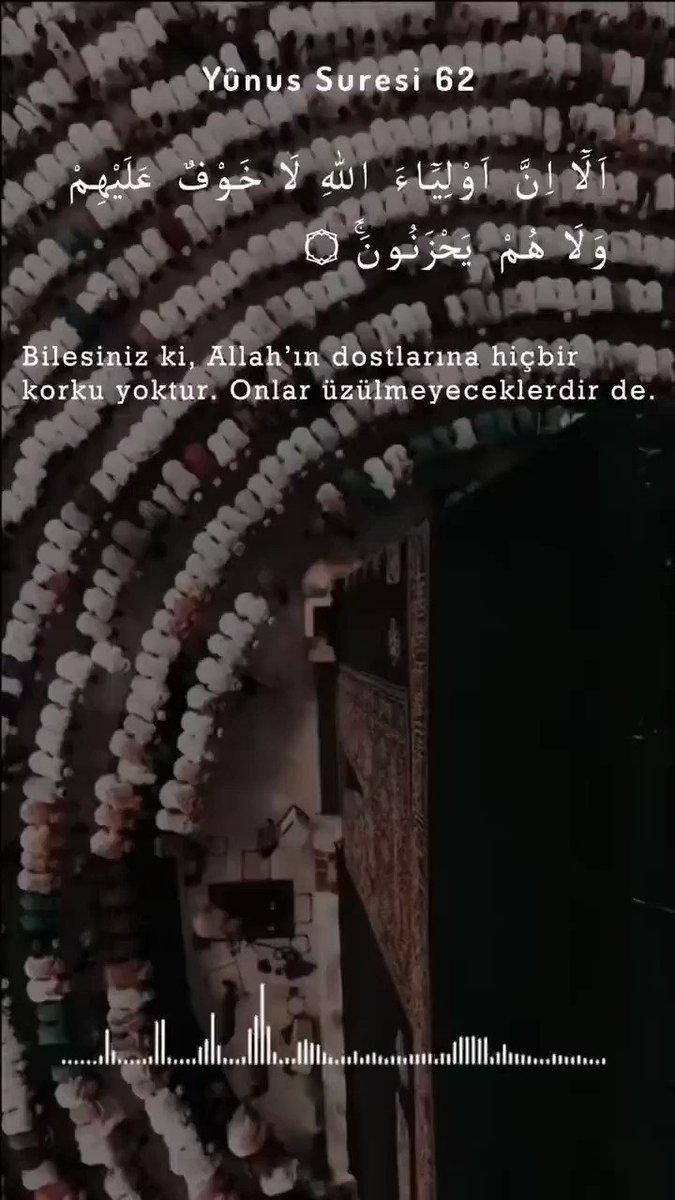 Yûnus Suresi 62
اَلَٓا اِنَّ اَوْلِيَٓاءَ اللّٰهِ لَا خَوْفٌ عَلَيْهِمْ
وَلَا هُمْ يَحْزَنُونَۚ ۝
Bilesiniz ki, Allah’ın dostlarına hiçbir
korku yoktur. Onlar üzülmeyeceklerdir de.